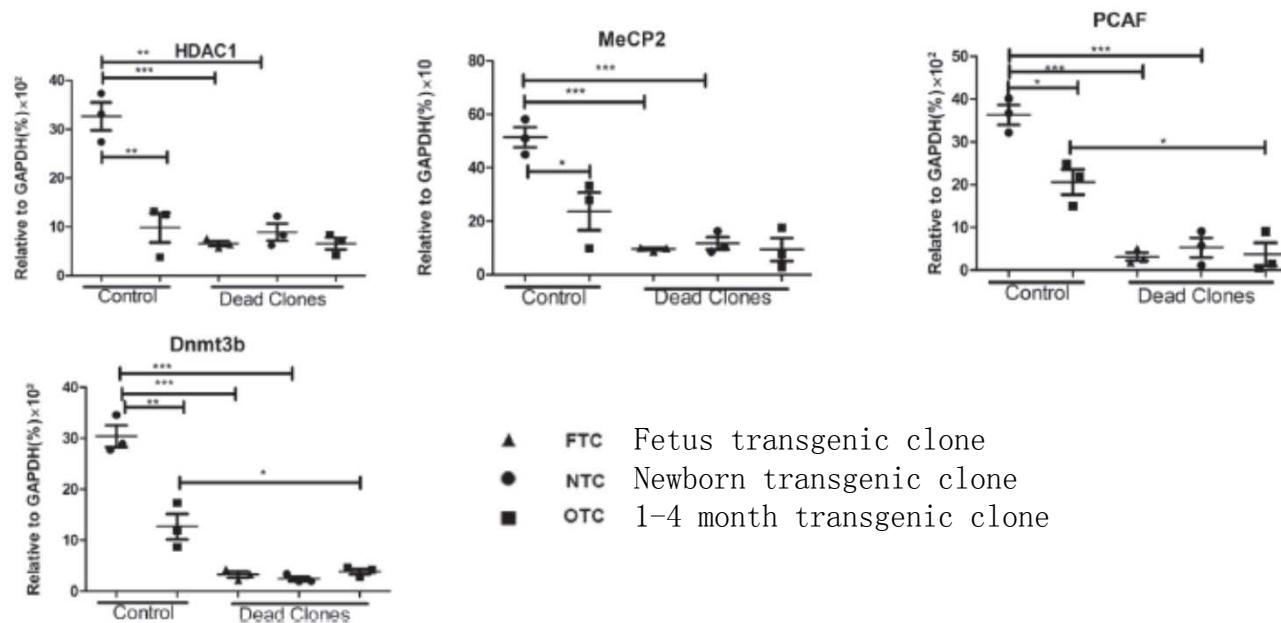 HDAC1
**
***
**
Relative to GAPDH(%)×10²
40
30
20
10
0
Control
Dead Clones
MeCP2
***
***
*
Relative to GAPDH(%)×10
80
60
40
20
0
Control
Dead Clones
PCAF
***
***
*
*
Relative to GAPDH(%)×10²
50
40
30
20
10
0
Control
Dead Clones
Dnmt3b
***
***
**
*
Relative to GAPDH(%)×10²
40
30
20
10
0
Control
Dead Clones
FTC Fetus transgenic clone
NTC Newborn transgenic clone
OTC 1-4 month transgenic clone